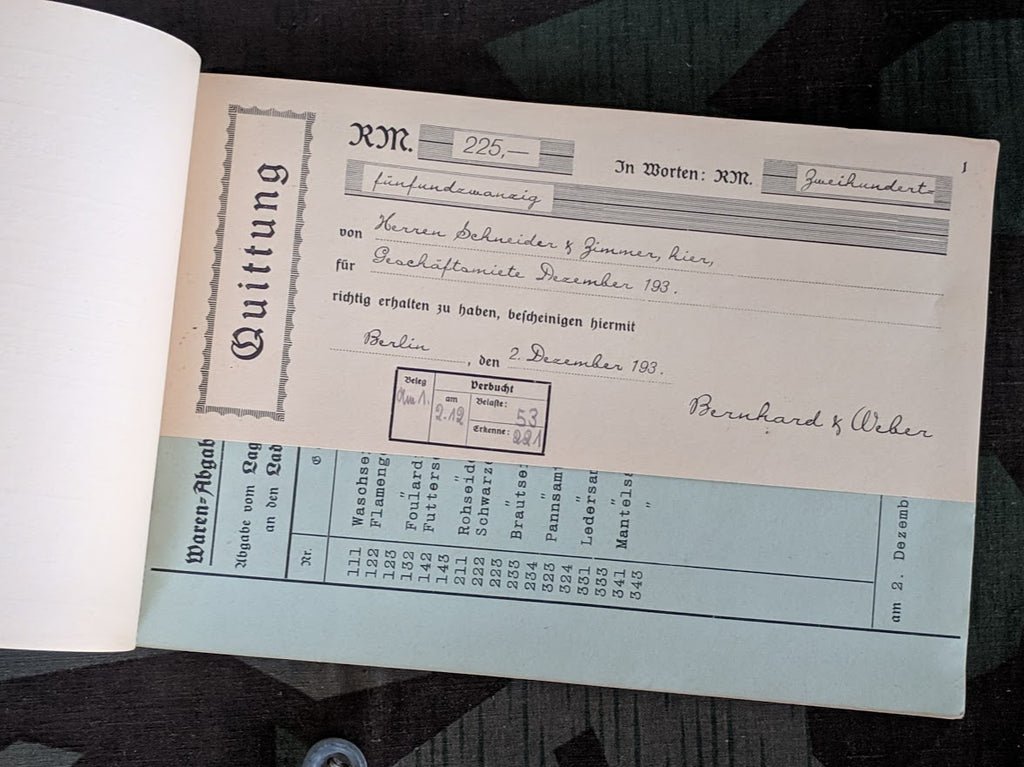 1
Quittung
RM. 225,—
In Worten: RM. Zweihundert=
fünfundzwanzig
von Herren Schneider & Zimmer, hier,
für Geschäftsmiete Dezember 193.
richtig erhalten zu haben, bescheinigen hiermit
Berlin, den 2. Dezember 193.
Bernhard & Weber
Beleg
Verbucht
am 2.12
Belaste: 53
Erkenne: 221
Waren=Abgab
Abgabe vom Lag
an den Lad
Nr. G
111 Waschse
122 Flameng
123 "
132 Foulard
142 Futters
143 "
211 Rohseid
222 Schwarz
223 "
233 Brautse
234 "
323 Pannsam
324 "
331 Ledersam
333 "
341 Mantels
343 "
am 2. Dezemb